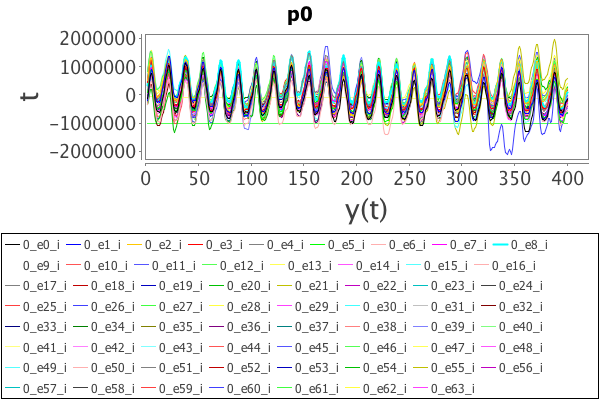 p0
2000000
1000000
0
−1000000
−2000000
t
0 50 100 150 200 250 300 350 400
y(t)
0_e0_i 0_e1_i 0_e2_i 0_e3_i 0_e4_i 0_e5_i 0_e6_i 0_e7_i 0_e8_i
0_e9_i 0_e10_i 0_e11_i 0_e12_i 0_e13_i 0_e14_i 0_e15_i 0_e16_i
0_e17_i 0_e18_i 0_e19_i 0_e20_i 0_e21_i 0_e22_i 0_e23_i 0_e24_i
0_e25_i 0_e26_i 0_e27_i 0_e28_i 0_e29_i 0_e30_i 0_e31_i 0_e32_i
0_e33_i 0_e34_i 0_e35_i 0_e36_i 0_e37_i 0_e38_i 0_e39_i 0_e40_i
0_e41_i 0_e42_i 0_e43_i 0_e44_i 0_e45_i 0_e46_i 0_e47_i 0_e48_i
0_e49_i 0_e50_i 0_e51_i 0_e52_i 0_e53_i 0_e54_i 0_e55_i 0_e56_i
0_e57_i 0_e58_i 0_e59_i 0_e60_i 0_e61_i 0_e62_i 0_e63_i